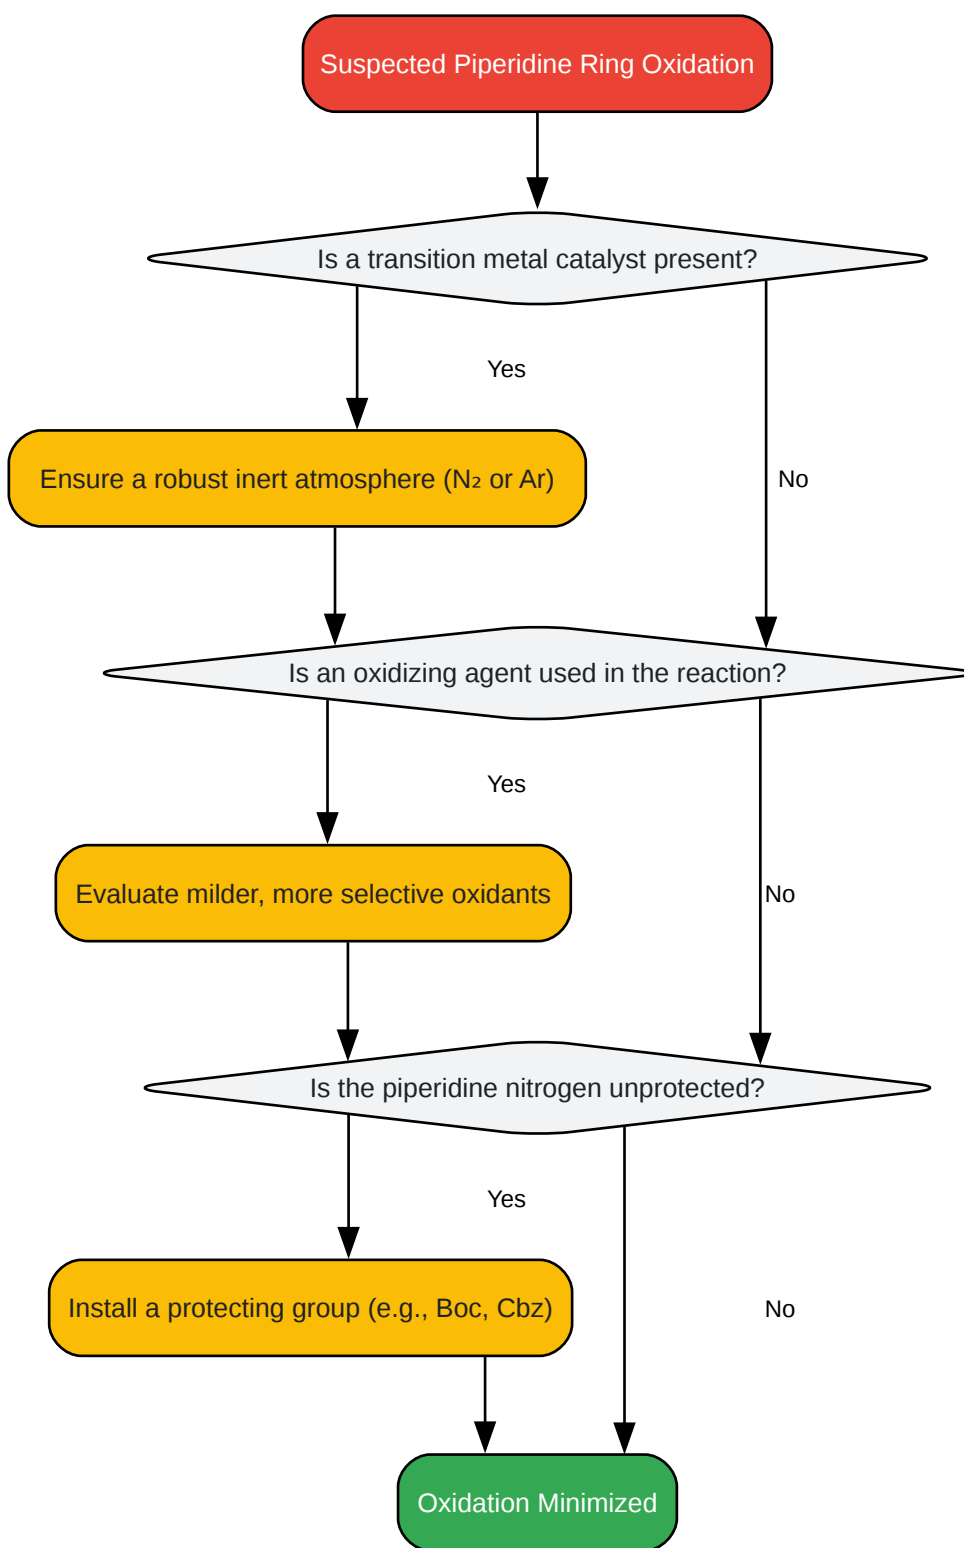 Suspected Piperidine Ring Oxidation
Is a transition metal catalyst present?
Yes
Ensure a robust inert atmosphere (N₂ or Ar)
No
Is an oxidizing agent used in the reaction?
Yes
Evaluate milder, more selective oxidants
No
Is the piperidine nitrogen unprotected?
Yes
Install a protecting group (e.g., Boc, Cbz)
No
Oxidation Minimized